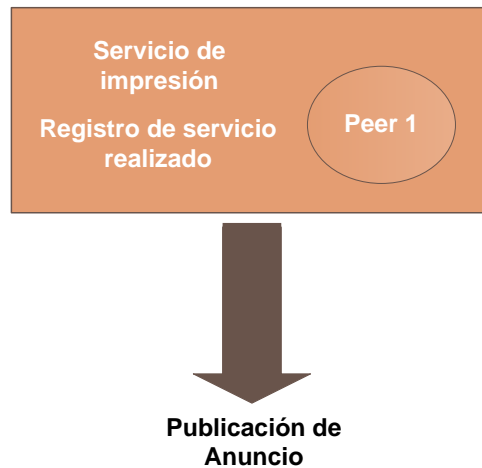 Servicio de
impresión
Registro de servicio
realizado
Peer 1
Publicación de
Anuncio